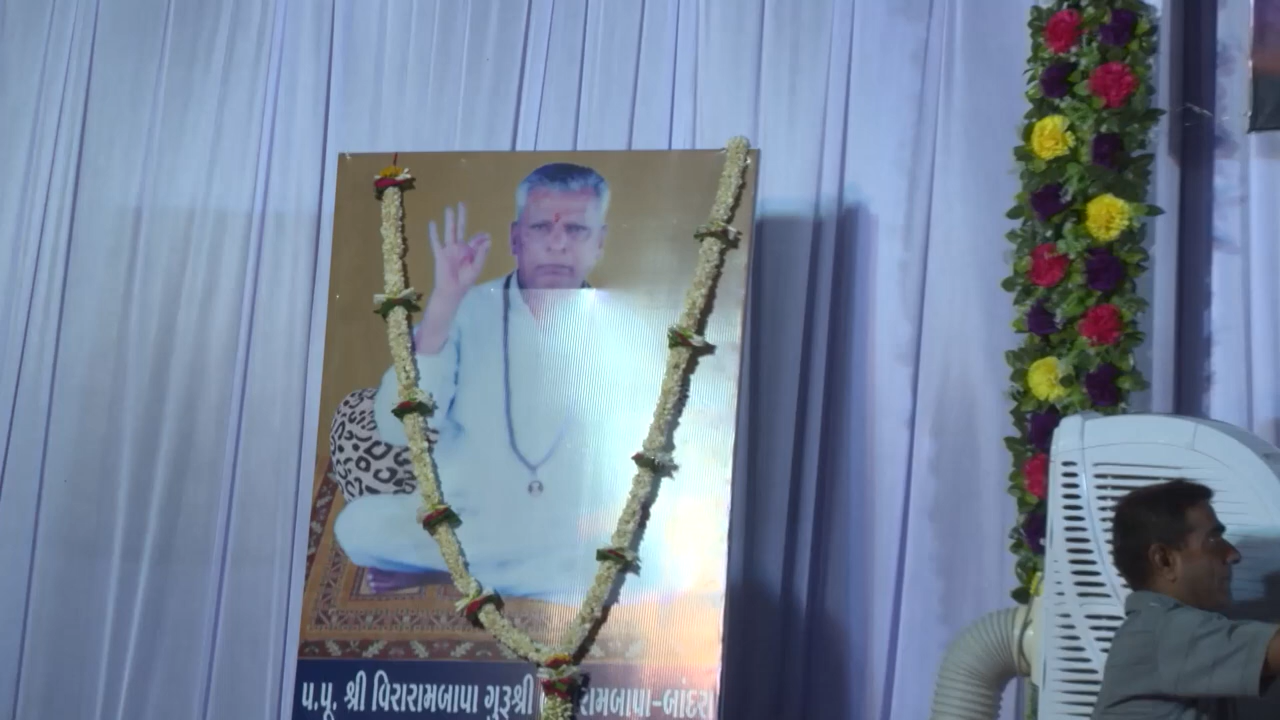 પ.પૂ. શ્રી વિરારામબાપા ગુરુશ્રી રામબાપા-બાંદરા